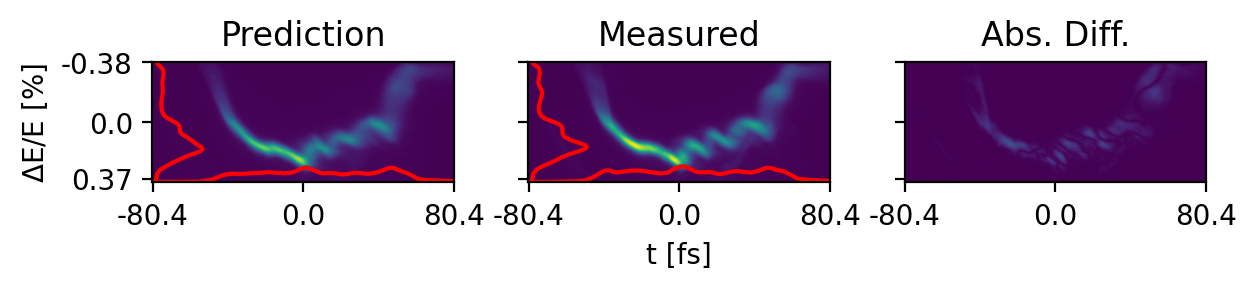 Prediction Measured Abs. Diff.
-0.38
0.0
0.37
ΔE/E [%]
-80.4 0.0 80.4 -80.4 0.0 80.4 -80.4 0.0 80.4
t [fs]